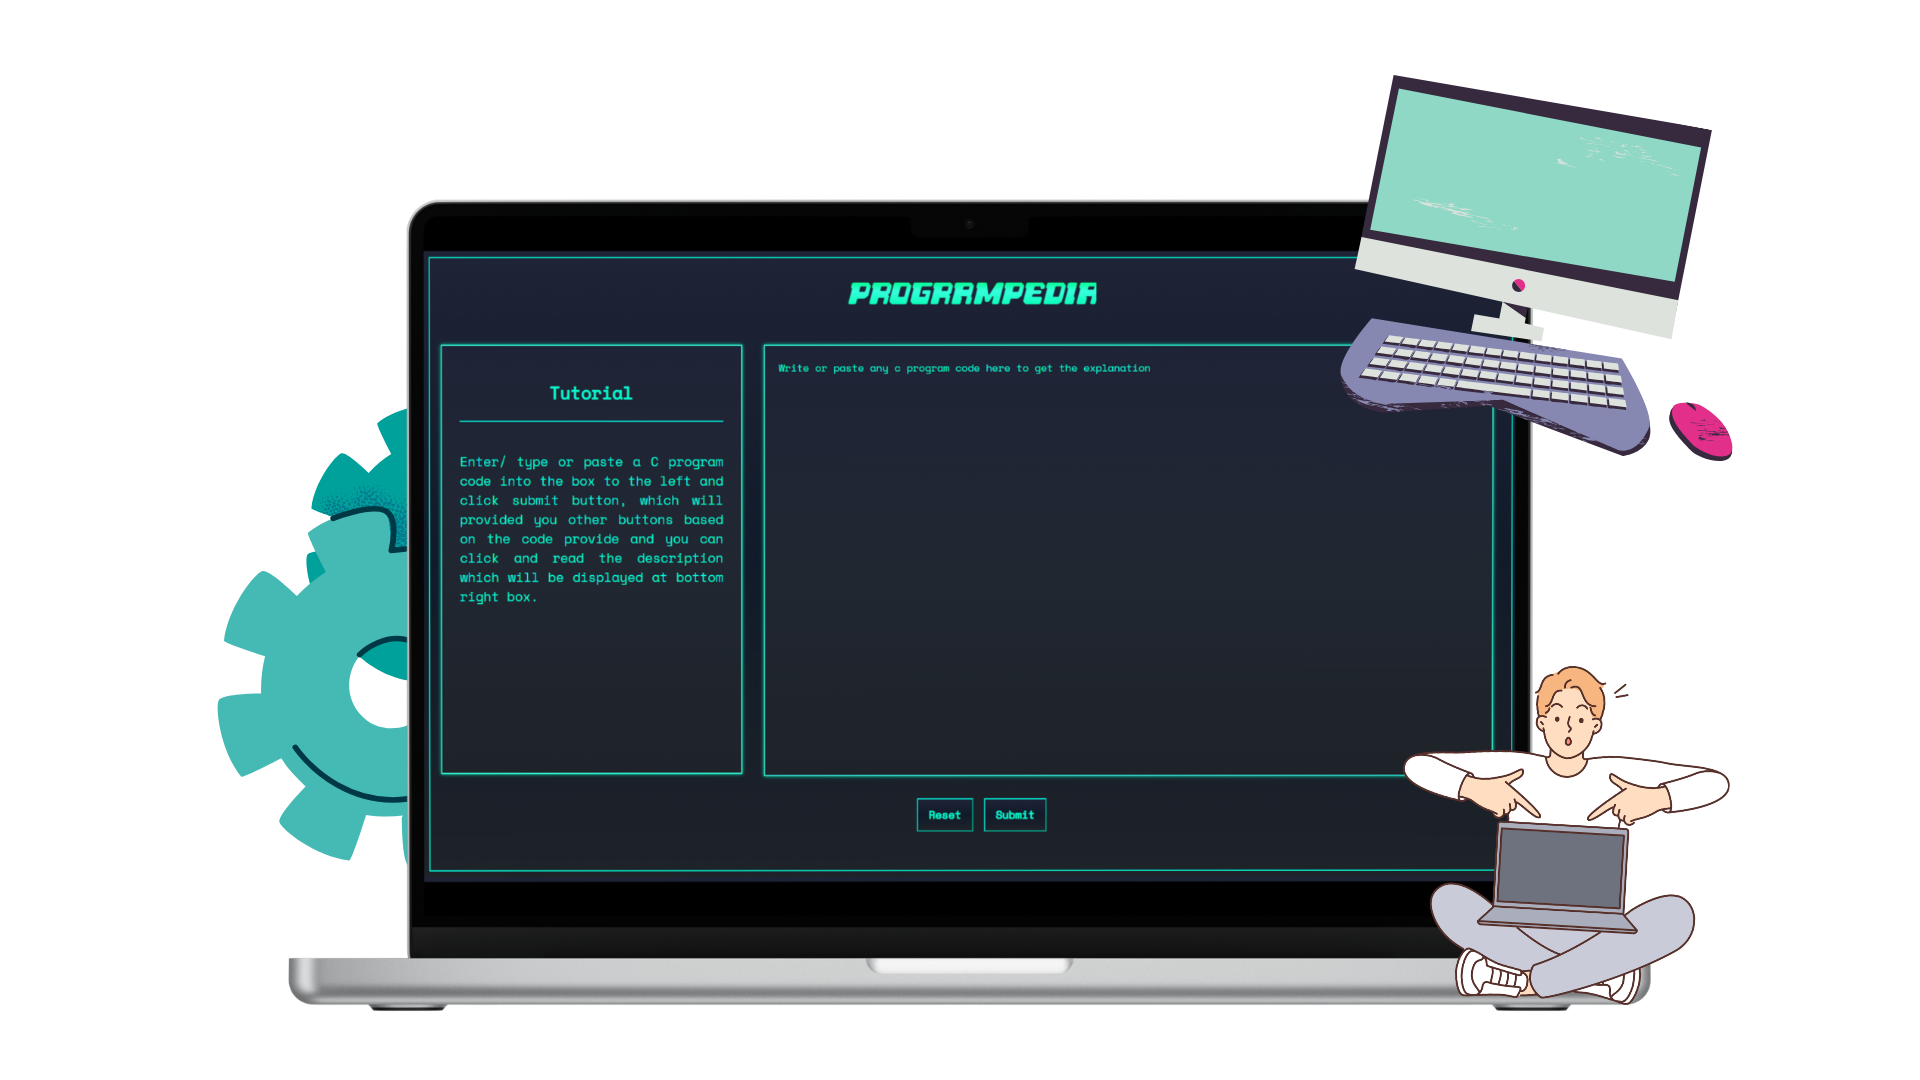 PROGRAMPEDIA
Tutorial
Enter/ type or paste a C program
code into the box to the left and
click submit button, which will
provided you other buttons based
on the code provide and you can
click and read the description
which will be displayed at bottom
right box.
Write or paste any c program code here to get the explanation
Reset
Submit